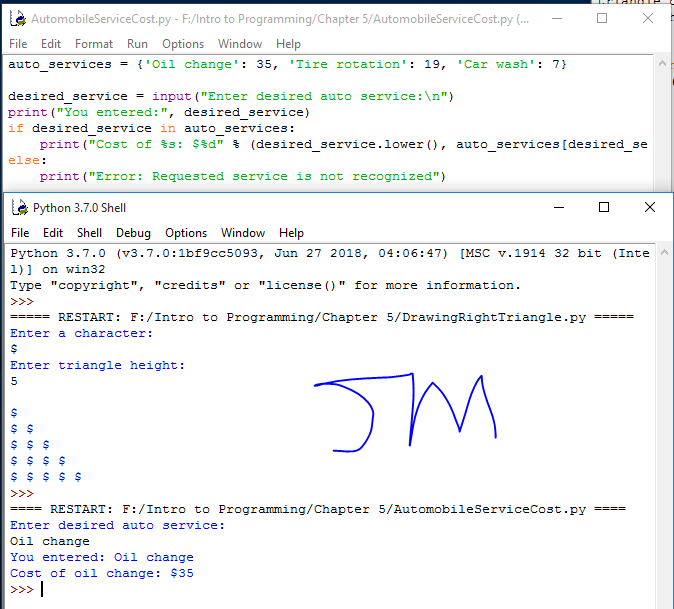 AutomobileServiceCost.py - F:/Intro to Programming/Chapter 5/AutomobileServiceCost.py (...
File Edit Format Run Options Window Help
auto_services = {'Oil change': 35, 'Tire rotation': 19, 'Car wash': 7}
desired_service = input("Enter desired auto service:\n")
print("You entered:", desired_service)
if desired_service in auto_services:
    print("Cost of %s: $%d" % (desired_service.lower(), auto_services[desired_se
else:
    print("Error: Requested service is not recognized")
Python 3.7.0 Shell
File Edit Shell Debug Options Window Help
Python 3.7.0 (v3.7.0:1bf9cc5093, Jun 27 2018, 04:06:47) [MSC v.1914 32 bit (Inte
l)] on win32
Type "copyright", "credits" or "license()" for more information.
>>>
===== RESTART: F:/Intro to Programming/Chapter 5/DrawingRightTriangle.py =====
Enter a character:
$
Enter triangle height:
5
JM
$
$ $
$ $ $
$ $ $ $
$ $ $ $ $
>>>
==== RESTART: F:/Intro to Programming/Chapter 5/AutomobileServiceCost.py ====
Enter desired auto service:
Oil change
You entered: Oil change
Cost of oil change: $35
>>>